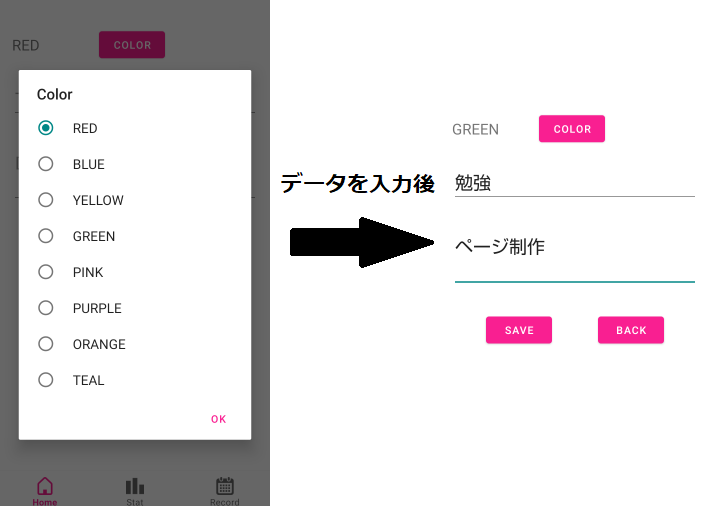 RED
COLOR
Color
RED
BLUE
YELLOW
GREEN
PINK
PURPLE
ORANGE
TEAL
OK
Home
Stat
Record
データを入力後
GREEN
COLOR
勉強
ページ制作
SAVE
BACK